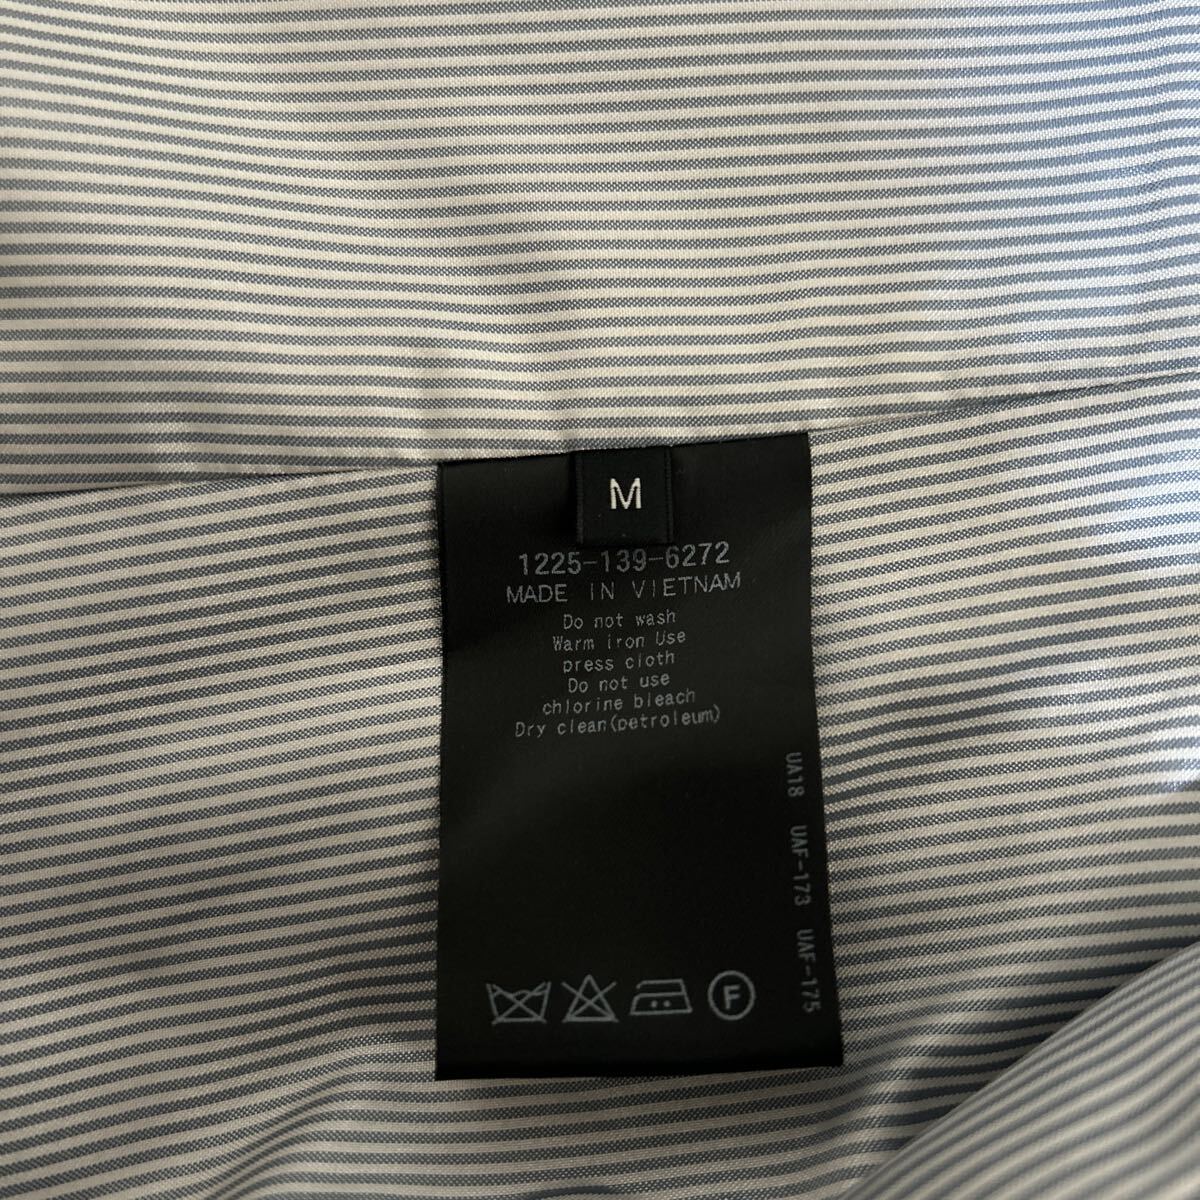 M
1225-139-6272
MADE IN VIETNAM
Do not wash
Warm iron Use
press cloth
Do not use
chlorine bleach
Dry clean(petroleum)
UA18 UAF-173 UAF-175
F